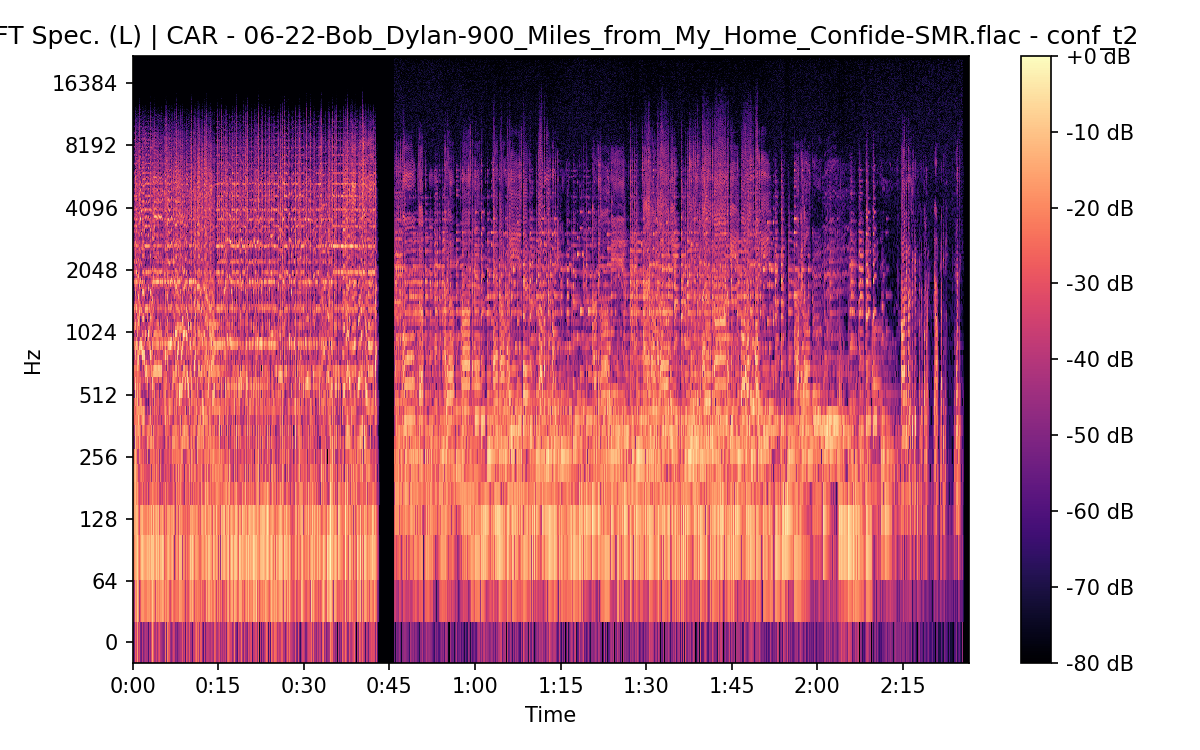 FT Spec. (L) | CAR - 06-22-Bob_Dylan-900_Miles_from_My_Home_Confide-SMR.flac - conf_t2
16384
8192
4096
2048
1024
512
256
128
64
0
Hz
0:00 0:15 0:30 0:45 1:00 1:15 1:30 1:45 2:00 2:15
Time
+0 dB
-10 dB
-20 dB
-30 dB
-40 dB
-50 dB
-60 dB
-70 dB
-80 dB